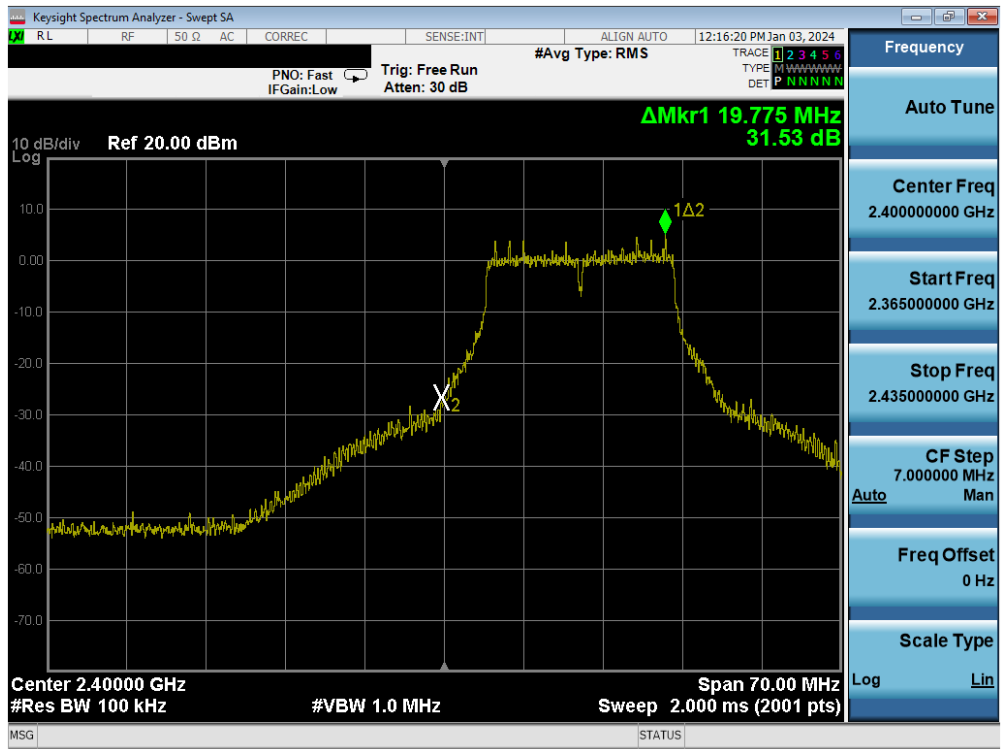 Keysight Spectrum Analyzer - Swept SA
LXI RL RF 50 Ω AC CORREC SENSE:INT ALIGN AUTO 12:16:20 PM Jan 03, 2024
#Avg Type: RMS
TRACE 1 2 3 4 5 6
TYPE M W W W W W
DET P N N N N N
PNO: Fast
IFGain:Low
Trig: Free Run
Atten: 30 dB
ΔMkr1 19.775 MHz
31.53 dB
10 dB/div Ref 20.00 dBm
Log
10.0
0.00
-10.0
-20.0
-30.0
-40.0
-50.0
-60.0
-70.0
1Δ2
X2
Center 2.40000 GHz
Span 70.00 MHz
#Res BW 100 kHz
#VBW 1.0 MHz
Sweep 2.000 ms (2001 pts)
MSG
STATUS
Frequency
Auto Tune
Center Freq
2.400000000 GHz
Start Freq
2.365000000 GHz
Stop Freq
2.435000000 GHz
CF Step
7.000000 MHz
Auto Man
Freq Offset
0 Hz
Scale Type
Log Lin